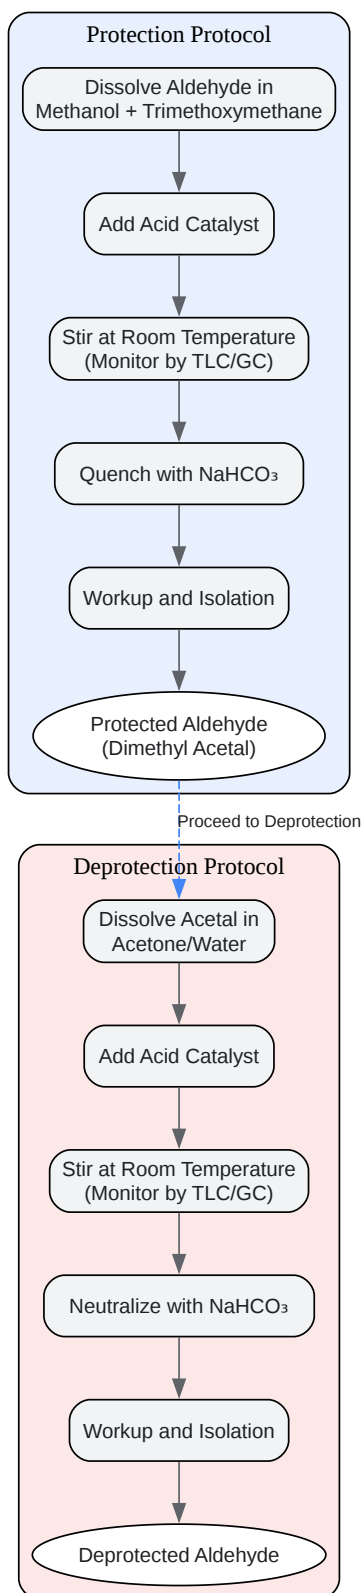 Protection Protocol
Dissolve Aldehyde in
Methanol + Trimethoxymethane
Add Acid Catalyst
Stir at Room Temperature
(Monitor by TLC/GC)
Quench with NaHCO₃
Workup and Isolation
Protected Aldehyde
(Dimethyl Acetal)
Proceed to Deprotection
Deprotection Protocol
Dissolve Acetal in
Acetone/Water
Add Acid Catalyst
Stir at Room Temperature
(Monitor by TLC/GC)
Neutralize with NaHCO₃
Workup and Isolation
Deprotected Aldehyde